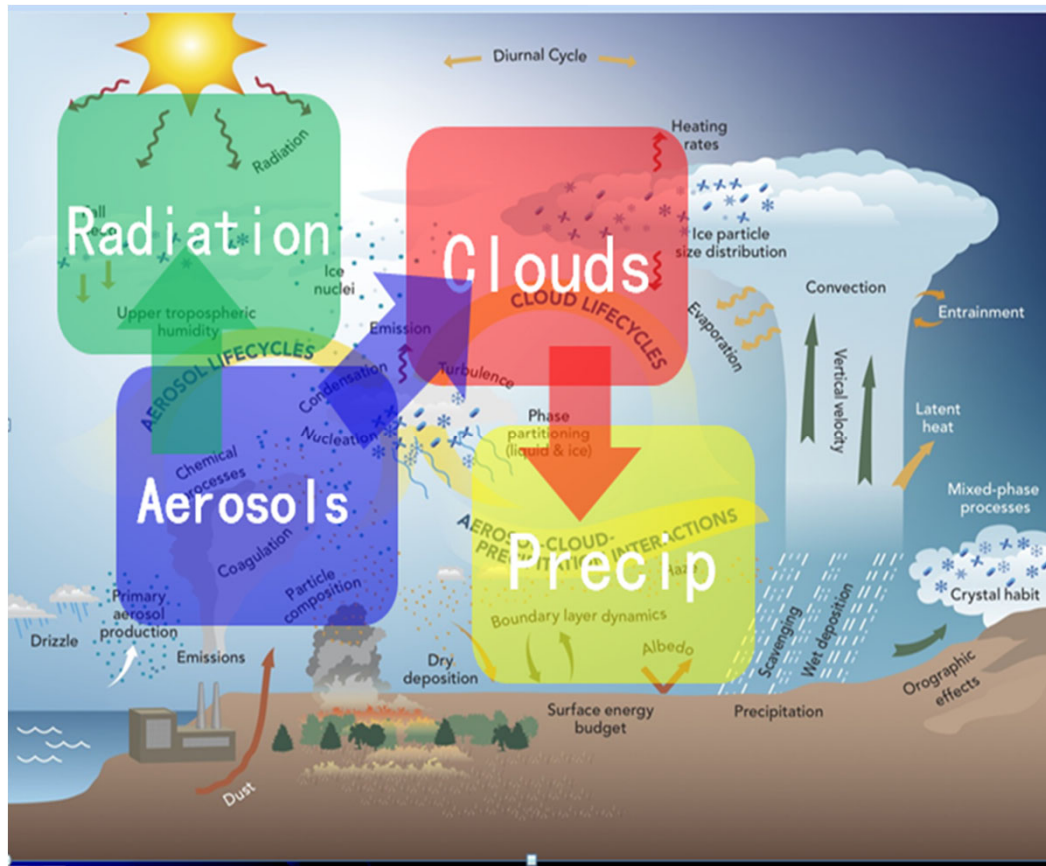 Diurnal Cycle
Radiation
Heating
rates
Radiation
Clouds
Ice particle
size distribution
Ice
nuclei
Convection
Upper tropospheric
humidity
Emission
CLOUD LIFECYCLES
Evaporation
Entrainment
AEROSOL LIFECYCLES
Condensation
Turbulence
Vertical velocity
Nucleation
Phase
partitioning
(liquid & ice)
Latent
heat
Chemical
processes
Aerosols
Mixed-phase
processes
AEROSOL-CLOUD-
PRECIPITATION INTERACTIONS
Precip
Coagulation
Particle
composition
Haze
Primary
aerosol
production
Boundary layer dynamics
Crystal habit
Drizzle
Emissions
Dry
deposition
Albedo
Scavenging
Wet deposition
Orographic
effects
Surface energy
budget
Precipitation
Dust